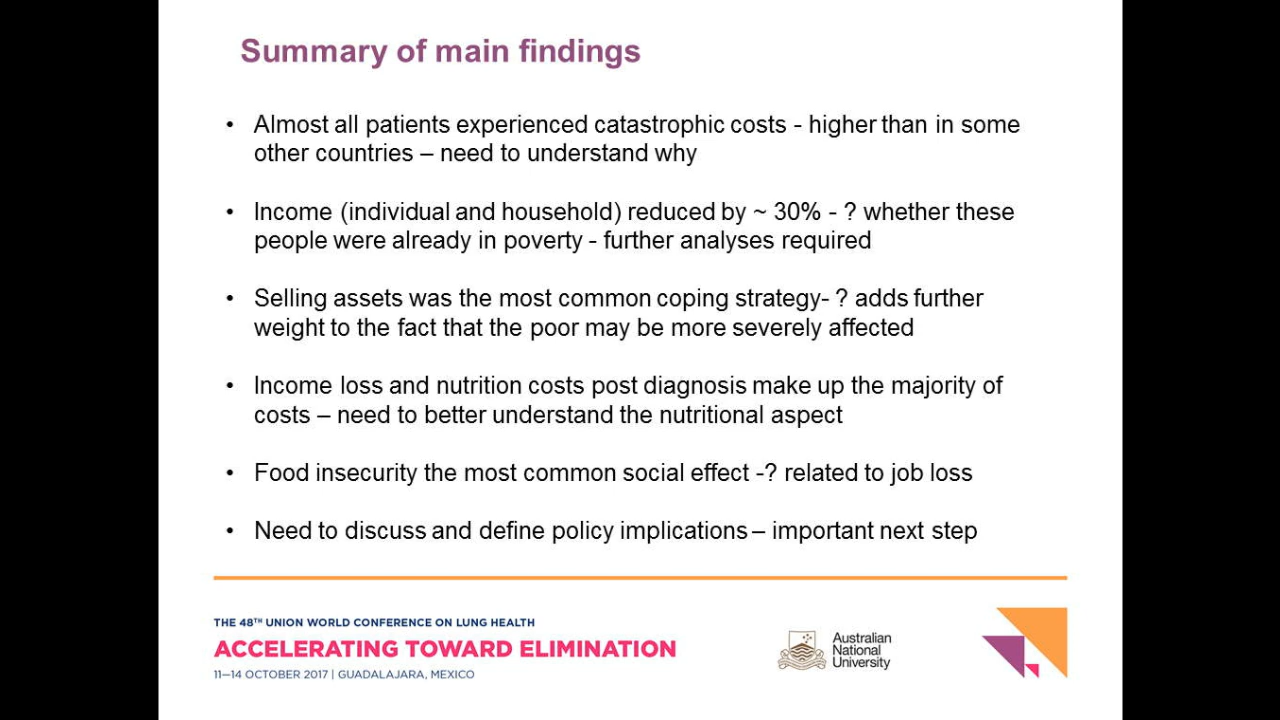 Summary of main findings
• Almost all patients experienced catastrophic costs - higher than in some
other countries – need to understand why
• Income (individual and household) reduced by ~ 30% - ? whether these
people were already in poverty - further analyses required
• Selling assets was the most common coping strategy- ? adds further
weight to the fact that the poor may be more severely affected
• Income loss and nutrition costs post diagnosis make up the majority of
costs – need to better understand the nutritional aspect
• Food insecurity the most common social effect -? related to job loss
• Need to discuss and define policy implications – important next step
THE 48TH UNION WORLD CONFERENCE ON LUNG HEALTH
ACCELERATING TOWARD ELIMINATION
11—14 OCTOBER 2017 | GUADALAJARA, MEXICO
Australian
National
University